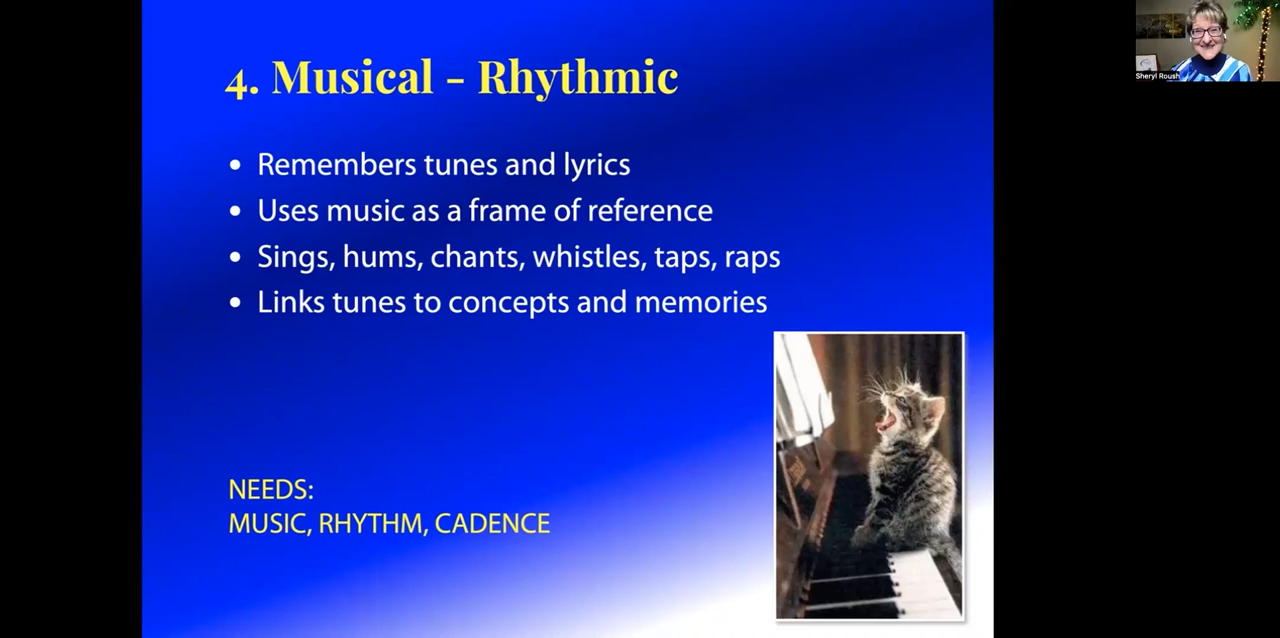 4. Musical - Rhythmic
• Remembers tunes and lyrics
• Uses music as a frame of reference
• Sings, hums, chants, whistles, taps, raps
• Links tunes to concepts and memories
NEEDS:
MUSIC, RHYTHM, CADENCE
Sheryl Roush